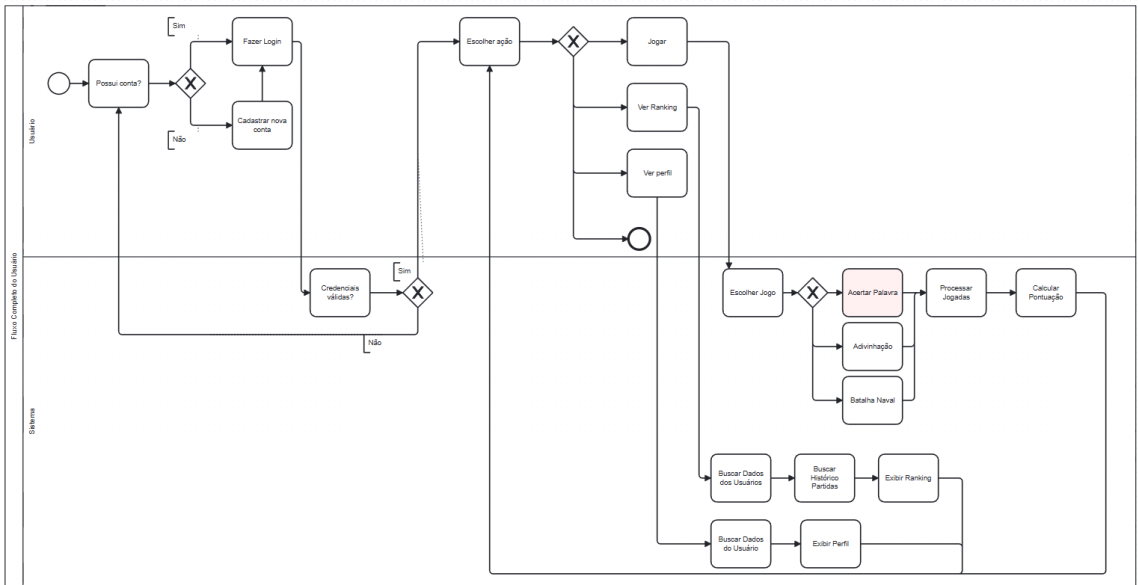 Fluxo Completo do Usuário
Usuário
Possui conta?
Sim
Não
Fazer Login
Cadastrar nova
conta
Escolher ação
Jogar
Ver Ranking
Ver perfil
Sistema
Credenciais
válidas?
Sim
Não
Escolher Jogo
Acertar Palavra
Adivinhação
Batalha Naval
Processar
Jogadas
Calcular
Pontuação
Buscar Dados
dos Usuários
Buscar
Histórico
Partidas
Exibir Ranking
Buscar Dados
do Usuário
Exibir Perfil